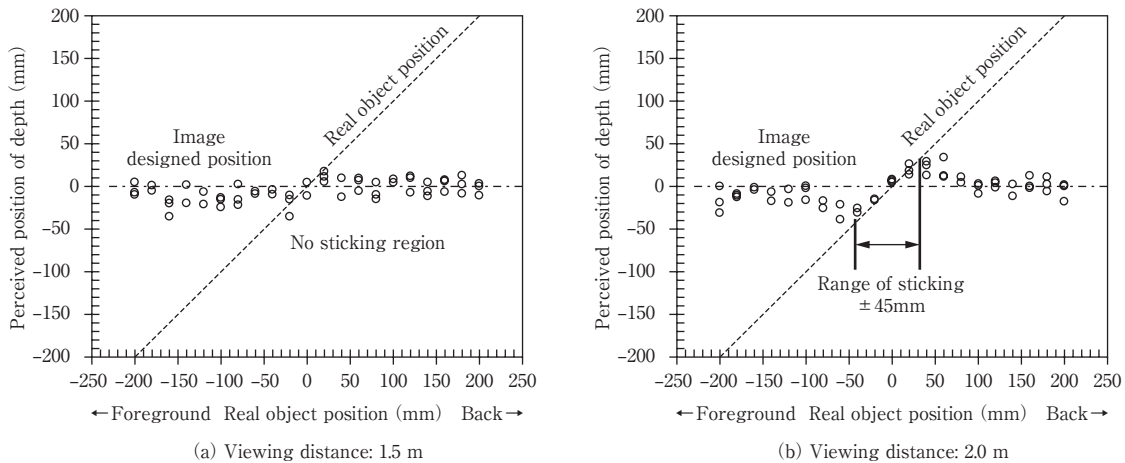 200
150
100
50
0
-50
-100
-150
-200
Perceived position of depth (mm)
Image
designed position
Real object position
No sticking region
-250 -200 -150 -100 -50 0 50 100 150 200 250
←Foreground Real object position (mm) Back→
(a) Viewing distance: 1.5 m
200
150
100
50
0
-50
-100
-150
-200
Perceived position of depth (mm)
Image
designed position
Real object position
Range of sticking
±45mm
-250 -200 -150 -100 -50 0 50 100 150 200 250
←Foreground Real object position (mm) Back→
(b) Viewing distance: 2.0 m